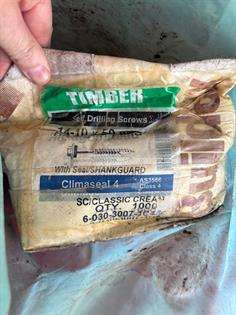 TIMBER
Self Drilling Screws
With Seal/SHANKGUARD
Climaseal 4
AS3566
Class 4
SC/CLASSIC CREAM
QTY. 1000